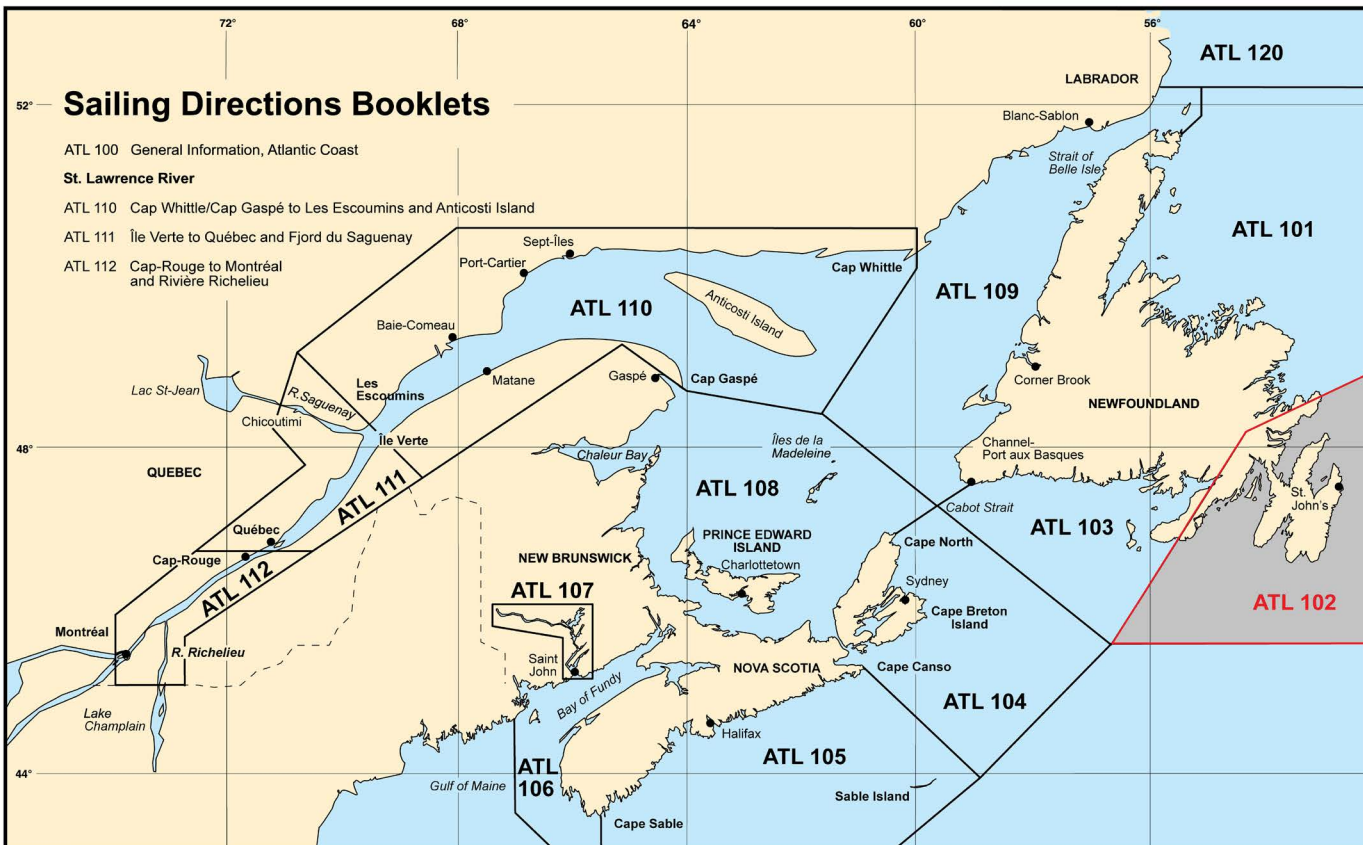 72°
68°
64°
60°
56°
ATL 120
LABRADOR
52°
Sailing Directions Booklets
Blanc-Sablon
ATL 100 General Information, Atlantic Coast
Strait of
Belle Isle
St. Lawrence River
ATL 110 Cap Whittle/Cap Gaspé to Les Escoumins and Anticosti Island
ATL 111 Île Verte to Québec and Fjord du Saguenay
ATL 112 Cap-Rouge to Montréal
and Rivière Richelieu
ATL 101
Sept-Îles
Port-Cartier
Cap Whittle
ATL 109
ATL 110
Anticosti Island
Baie-Comeau
Matane
Les
Escoumins
Gaspé
Cap Gaspé
Corner Brook
Lac St-Jean
R. Saguenay
Chicoutimi
NEWFOUNDLAND
48°
Île Verte
Chaleur Bay
Îles de la
Madeleine
Channel-
Port aux Basques
QUEBEC
ATL 111
ATL 108
Cabot Strait
ATL 103
St.
John's
Québec
Cap-Rouge
ATL 112
NEW BRUNSWICK
PRINCE EDWARD
ISLAND
Charlottetown
Cape North
Sydney
ATL 107
Cape Breton
Island
ATL 102
Montréal
R. Richelieu
Saint
John
NOVA SCOTIA
Cape Canso
Bay of Fundy
Lake
Champlain
ATL 104
Halifax
ATL 105
44°
Gulf of Maine
ATL
106
Sable Island
Cape Sable